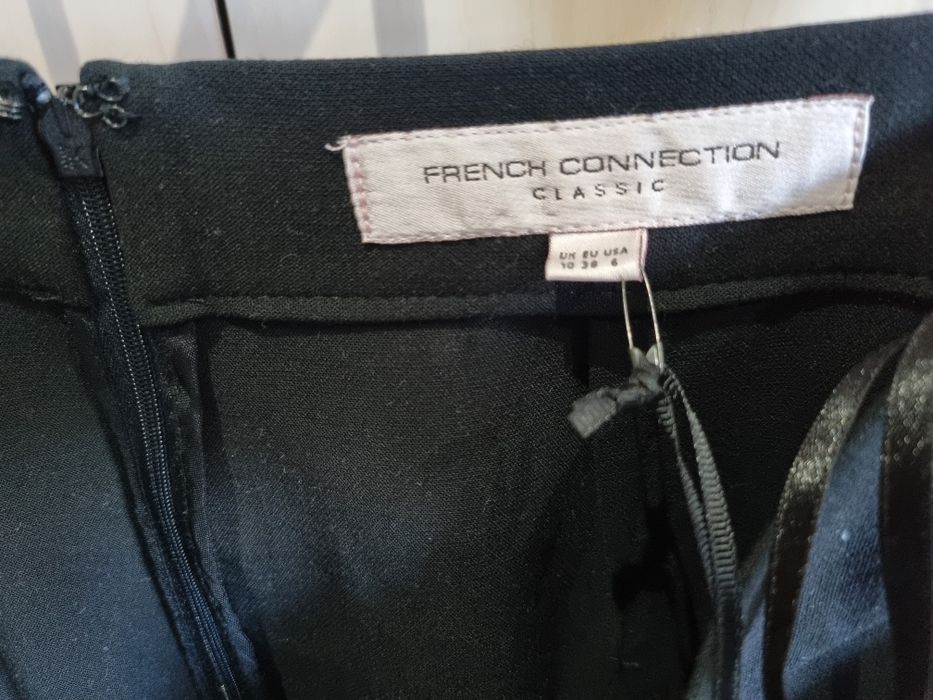 FRENCH CONNECTION
CLASSIC
UK EU USA
10 38 6